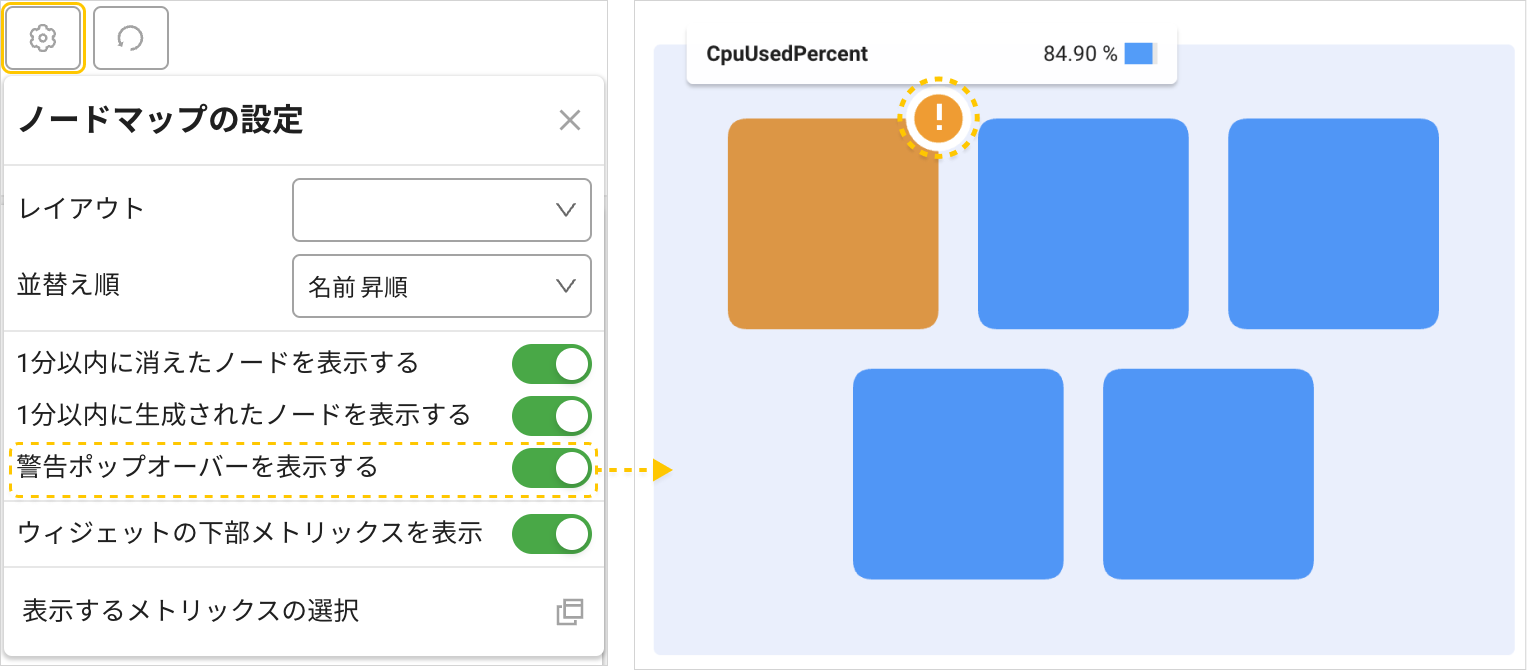 ノードマップの設定
レイアウト
並替え順
名前 昇順
1分以内に消えたノードを表示する
1分以内に生成されたノードを表示する
警告ポップオーバーを表示する
ウィジェットの下部メトリックスを表示
表示するメトリックスの選択
CpuUsedPercent 84.90 %
!